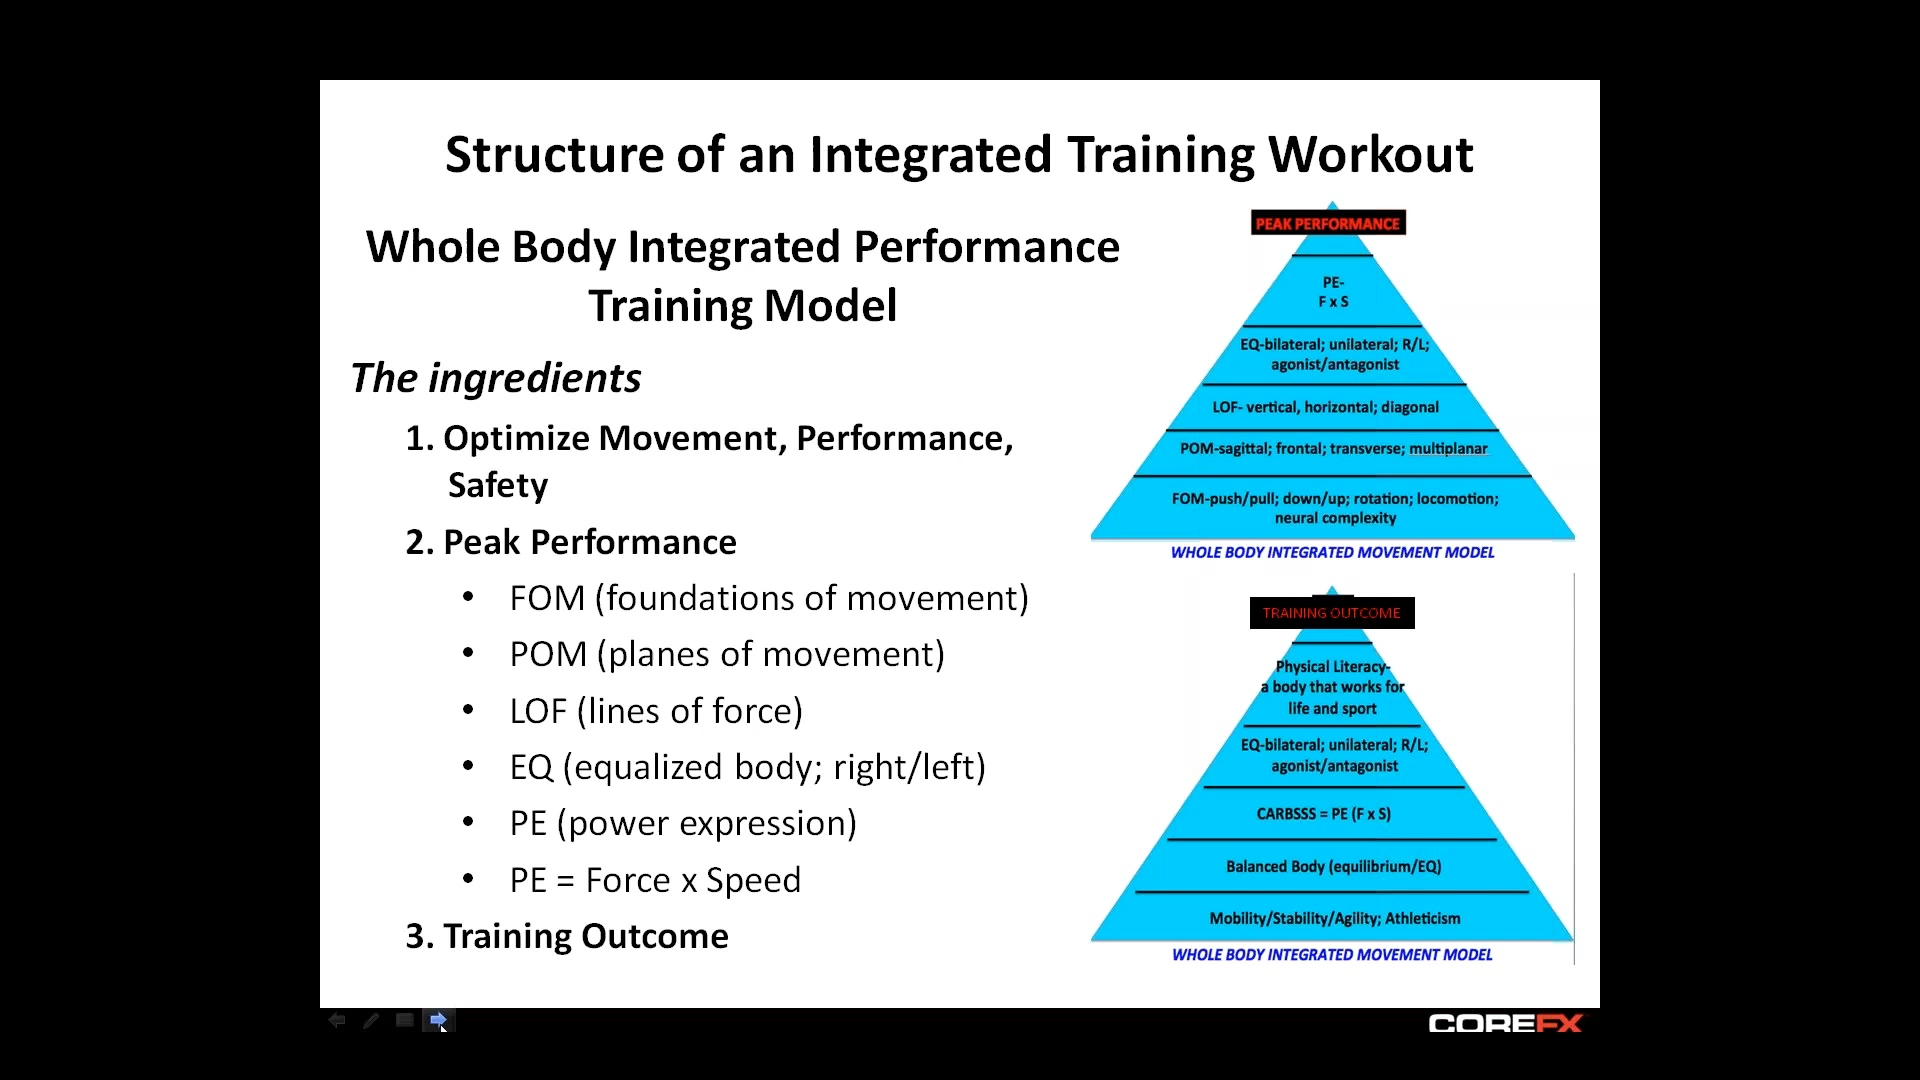 Structure of an Integrated Training Workout
Whole Body Integrated Performance
Training Model
The ingredients
1. Optimize Movement, Performance,
Safety
2. Peak Performance
• FOM (foundations of movement)
• POM (planes of movement)
• LOF (lines of force)
• EQ (equalized body; right/left)
• PE (power expression)
• PE = Force x Speed
3. Training Outcome
PEAK PERFORMANCE
PE-
F x S
EQ-bilateral; unilateral; R/L;
agonist/antagonist
LOF- vertical, horizontal; diagonal
POM-sagittal; frontal; transverse; multiplanar
FOM-push/pull; down/up; rotation; locomotion;
neural complexity
WHOLE BODY INTEGRATED MOVEMENT MODEL
TRAINING OUTCOME
Physical Literacy-
a body that works for
life and sport
EQ-bilateral; unilateral; R/L;
agonist/antagonist
CARBSSS = PE (F x S)
Balanced Body (equilibrium/EQ)
Mobility/Stability/Agility; Athleticism
WHOLE BODY INTEGRATED MOVEMENT MODEL
COREFX